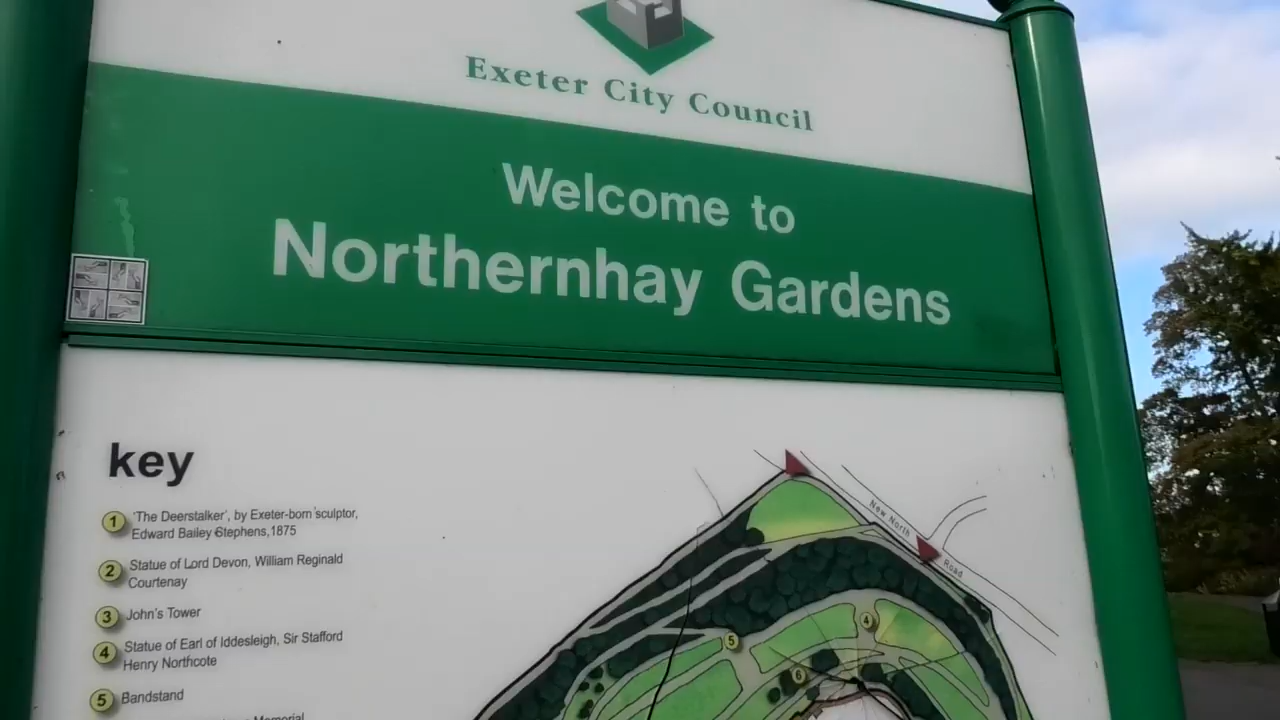 Exeter City Council
Welcome to
Northernhay Gardens
key
1 'The Deerstalker', by Exeter-born sculptor,
Edward Bailey Stephens, 1875
2 Statue of Lord Devon, William Reginald
Courtenay
3 John's Tower
4 Statue of Earl of Iddesleigh, Sir Stafford
Henry Northcote
5 Bandstand
Memorial
New North Road
5
4
6